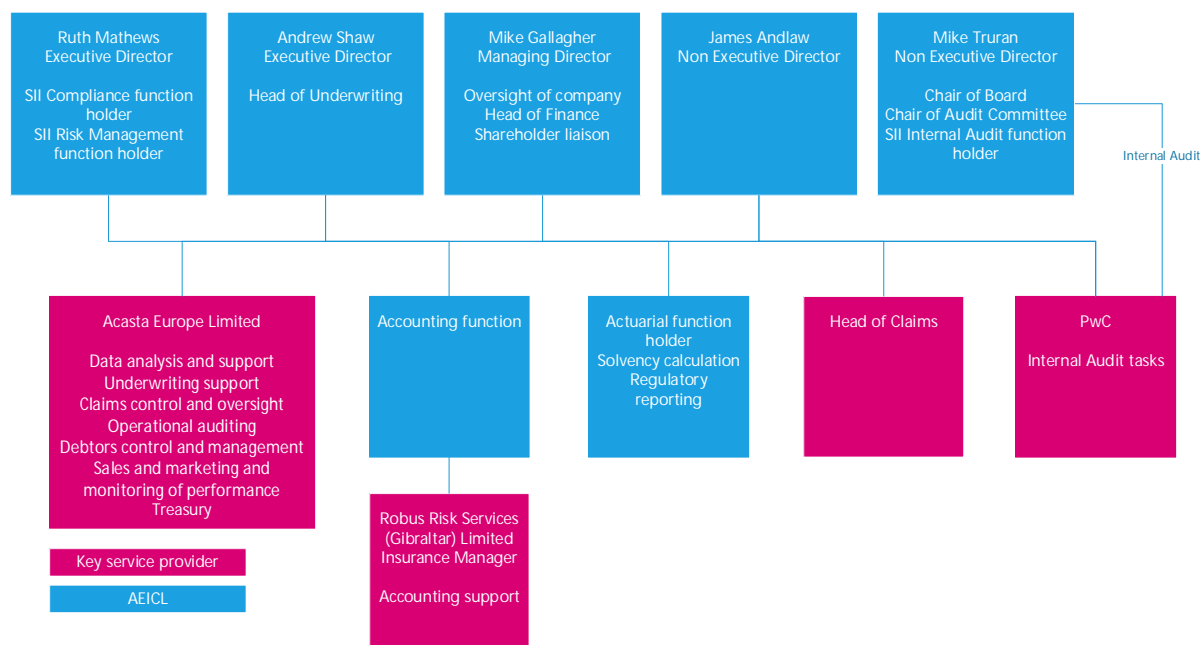 Ruth Mathews
Executive Director
SII Compliance function
holder
SII Risk Management
function holder
Andrew Shaw
Executive Director
Head of Underwriting
Mike Gallagher
Managing Director
Oversight of company
Head of Finance
Shareholder liaison
James Andlaw
Non Executive Director
Mike Truran
Non Executive Director
Chair of Board
Chair of Audit Committee
SII Internal Audit function
holder
Internal Audit
Acasta Europe Limited
Data analysis and support
Underwriting support
Claims control and oversight
Operational auditing
Debtors control and management
Sales and marketing and
monitoring of performance
Treasury
Accounting function
Actuarial function
holder
Solvency calculation
Regulatory
reporting
Head of Claims
PwC
Internal Audit tasks
Robus Risk Services
(Gibraltar) Limited
Insurance Manager
Accounting support
Key service provider
AEICL